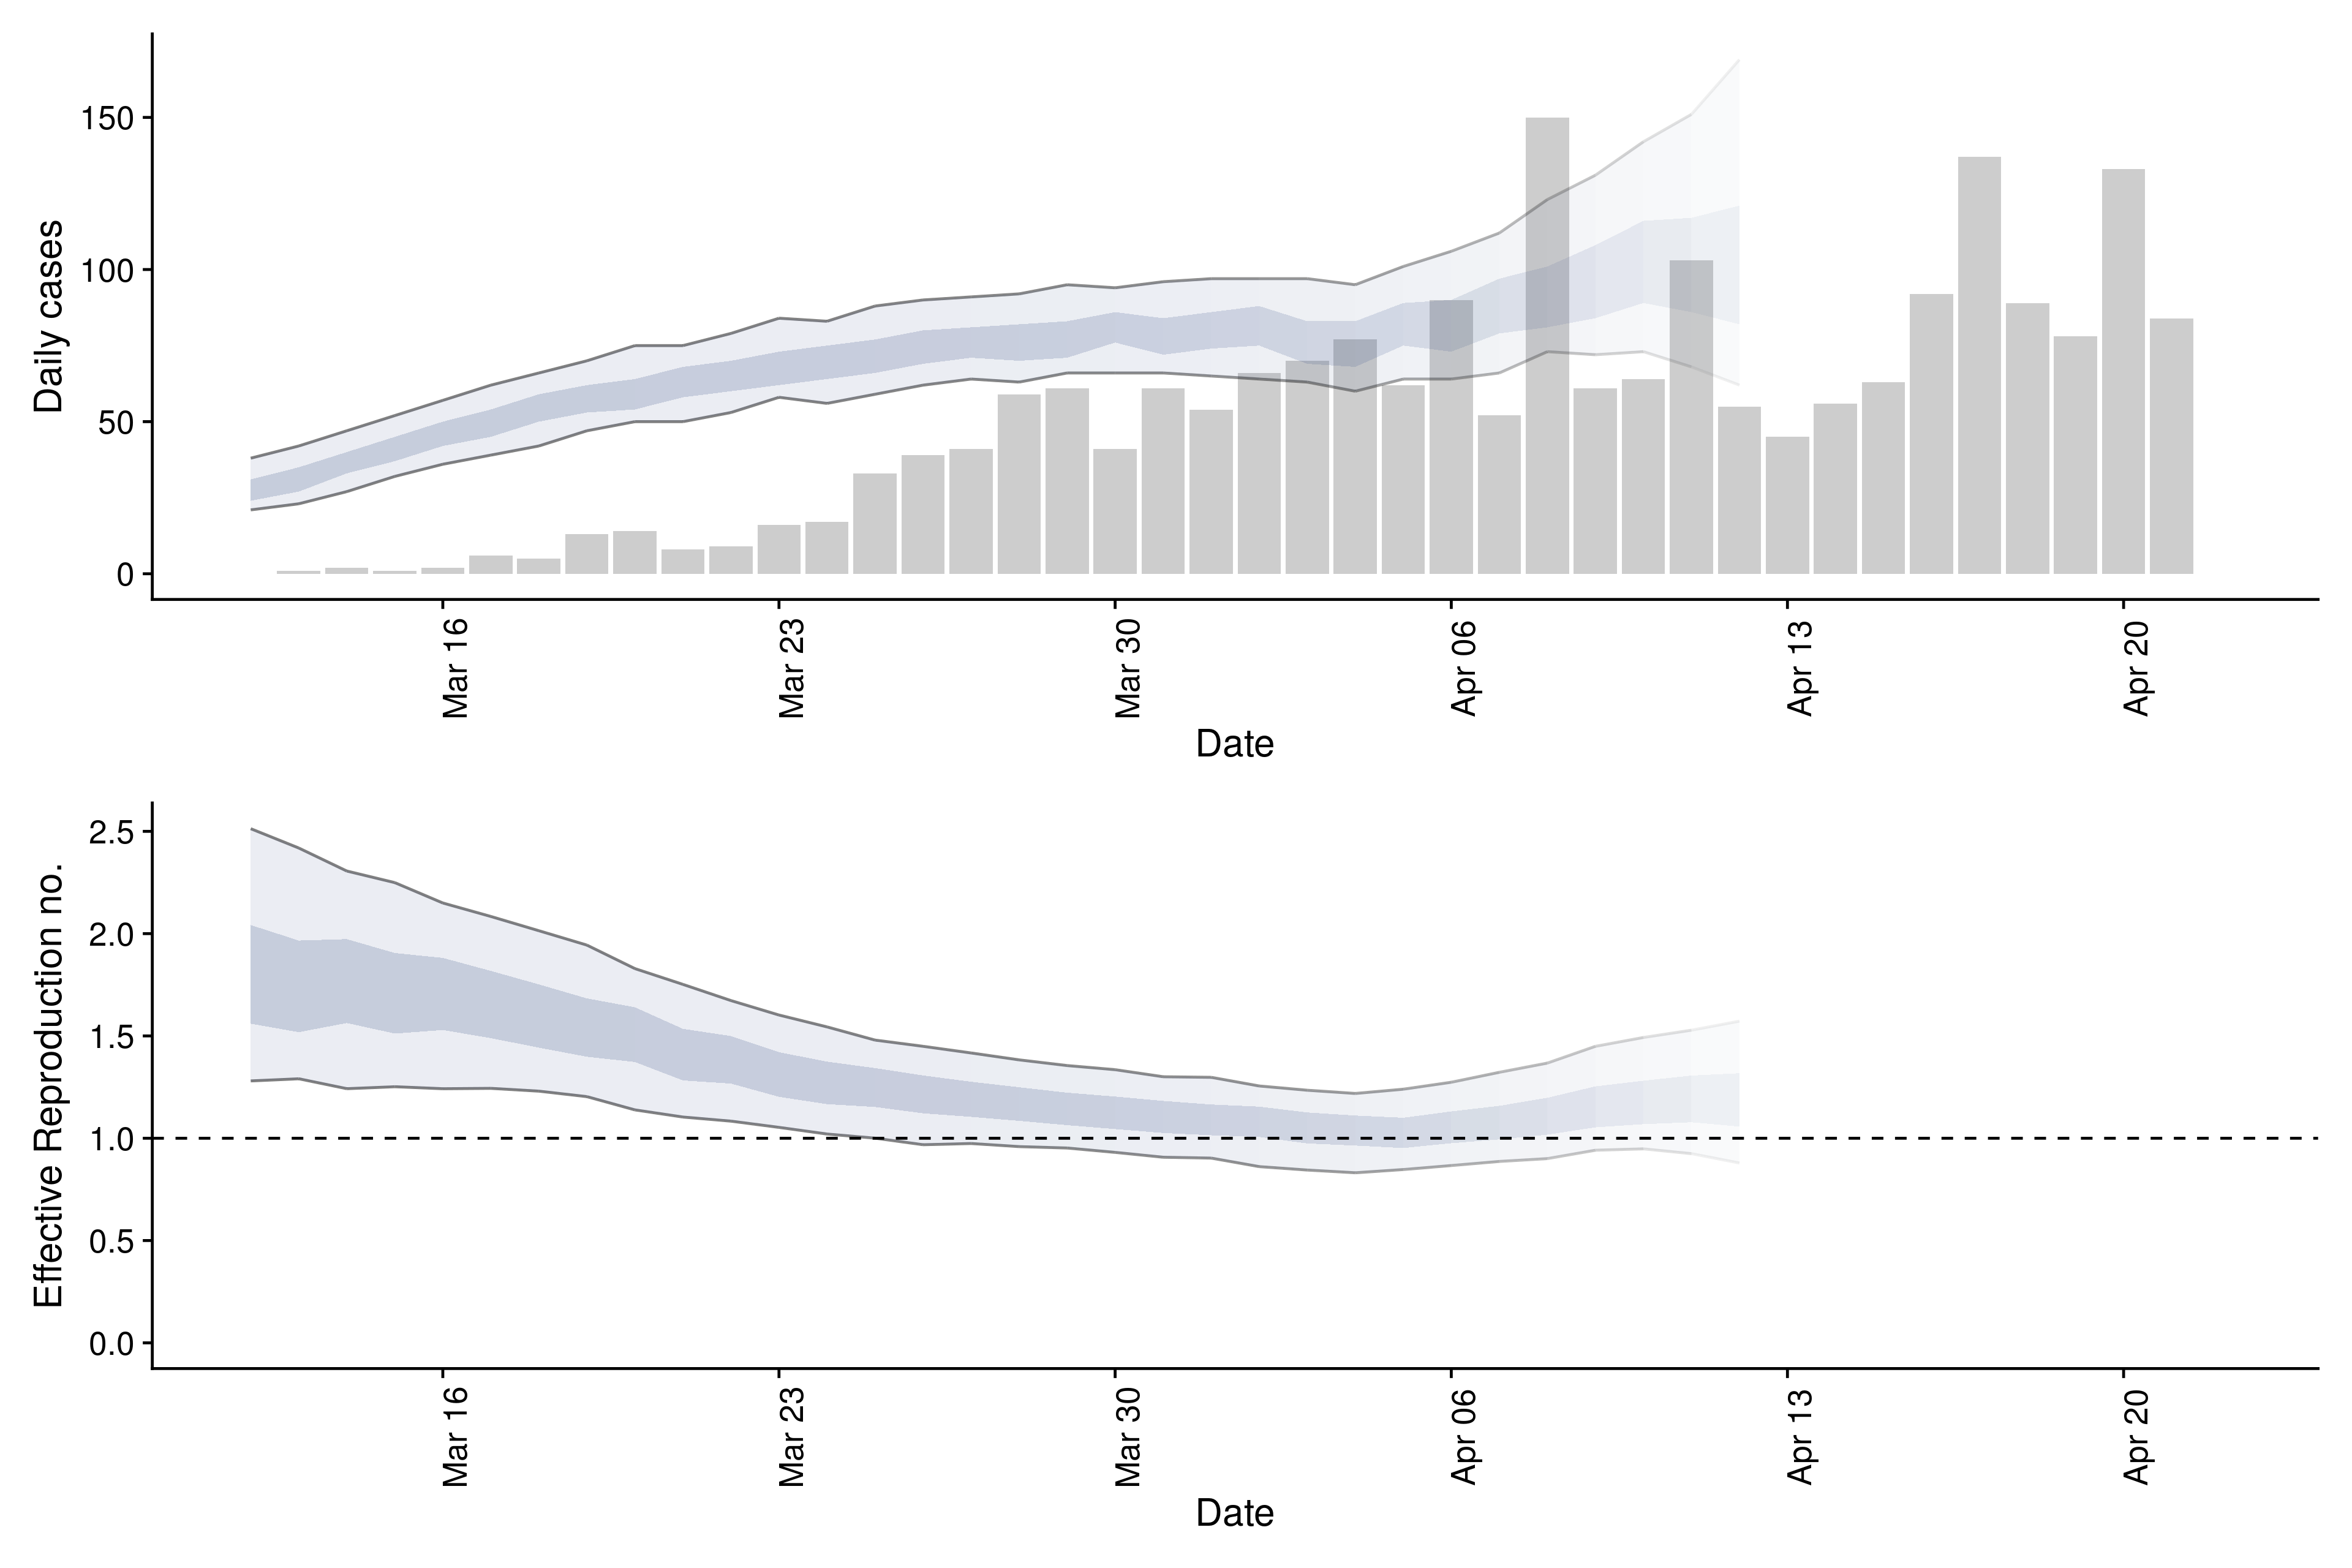 150
100
50
0
Daily cases
Mar 16
Mar 23
Mar 30
Apr 06
Apr 13
Apr 20
Date
2.5
2.0
1.5
1.0
0.5
0.0
Effective Reproduction no.
Mar 16
Mar 23
Mar 30
Apr 06
Apr 13
Apr 20
Date